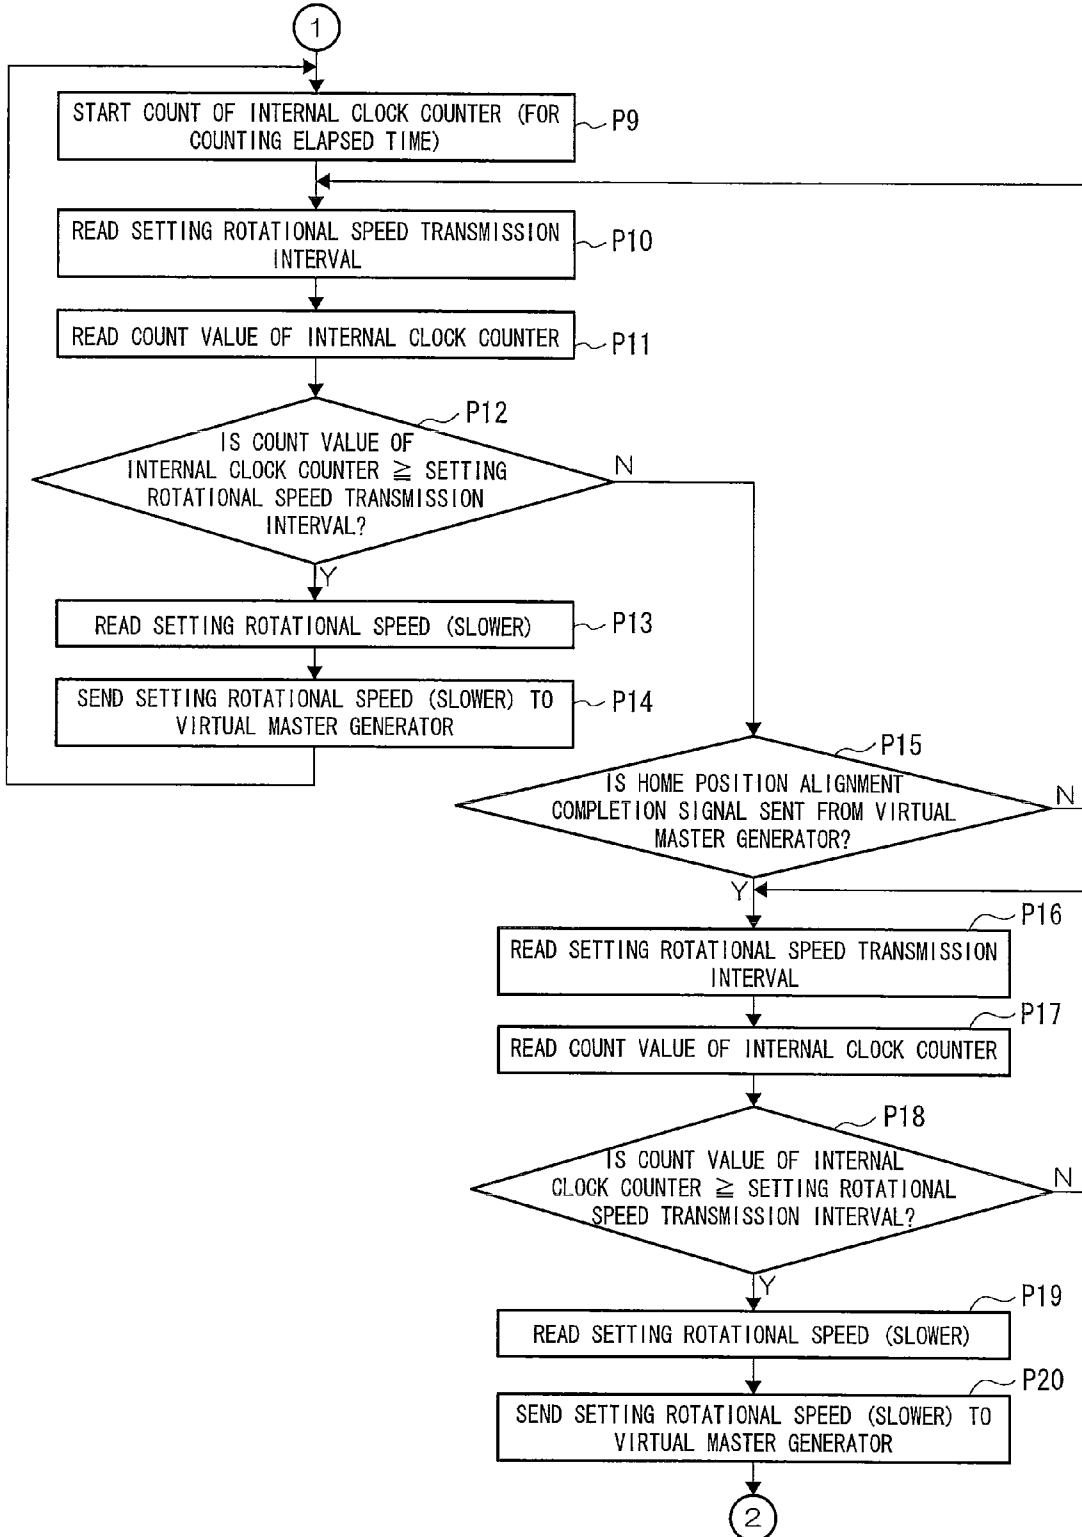 1
START COUNT OF INTERNAL CLOCK COUNTER (FOR
COUNTING ELAPSED TIME)
P9
READ SETTING ROTATIONAL SPEED TRANSMISSION
INTERVAL
P10
READ COUNT VALUE OF INTERNAL CLOCK COUNTER
P11
P12
IS COUNT VALUE OF
INTERNAL CLOCK COUNTER ≧ SETTING
ROTATIONAL SPEED TRANSMISSION
INTERVAL?
N
Y
READ SETTING ROTATIONAL SPEED (SLOWER)
P13
SEND SETTING ROTATIONAL SPEED (SLOWER) TO
VIRTUAL MASTER GENERATOR
P14
P15
IS HOME POSITION ALIGNMENT
COMPLETION SIGNAL SENT FROM VIRTUAL
MASTER GENERATOR?
N
Y
P16
READ SETTING ROTATIONAL SPEED TRANSMISSION
INTERVAL
P17
READ COUNT VALUE OF INTERNAL CLOCK COUNTER
P18
IS COUNT VALUE OF INTERNAL
CLOCK COUNTER ≧ SETTING ROTATIONAL
SPEED TRANSMISSION INTERVAL?
N
Y
P19
READ SETTING ROTATIONAL SPEED (SLOWER)
P20
SEND SETTING ROTATIONAL SPEED (SLOWER) TO
VIRTUAL MASTER GENERATOR
2